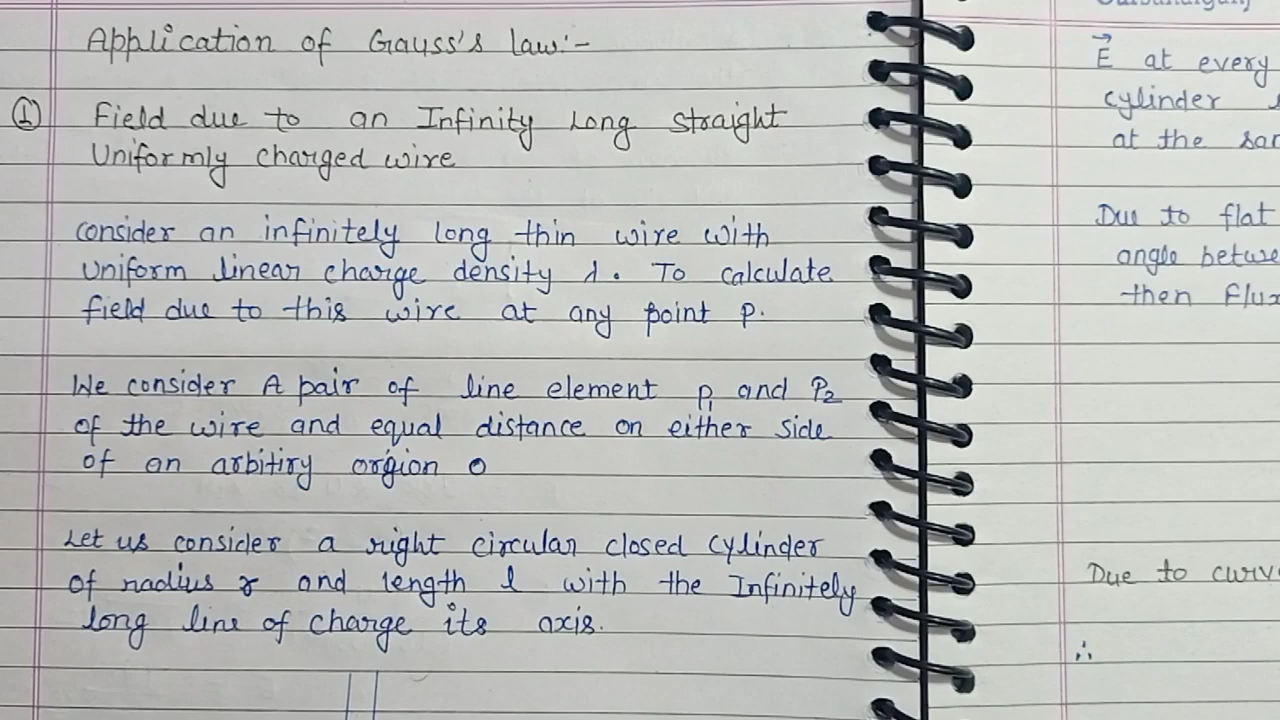 Application of Gauss's law:-
① Field due to an Infinity Long straight
Uniformly charged wire
consider an infinitely long thin wire with
uniform linear charge density λ. To calculate
field due to this wire at any point P.
We consider A pair of line element P₁ and P₂
of the wire and equal distance on either side
of an arbitiry orgion O
Let us consider a right circular closed cylinder
of radius r and length l with the Infinitely
long line of charge its axis.
E⃗ at every
cylinder
at the
Due to flat
angle
then
Due to
∴